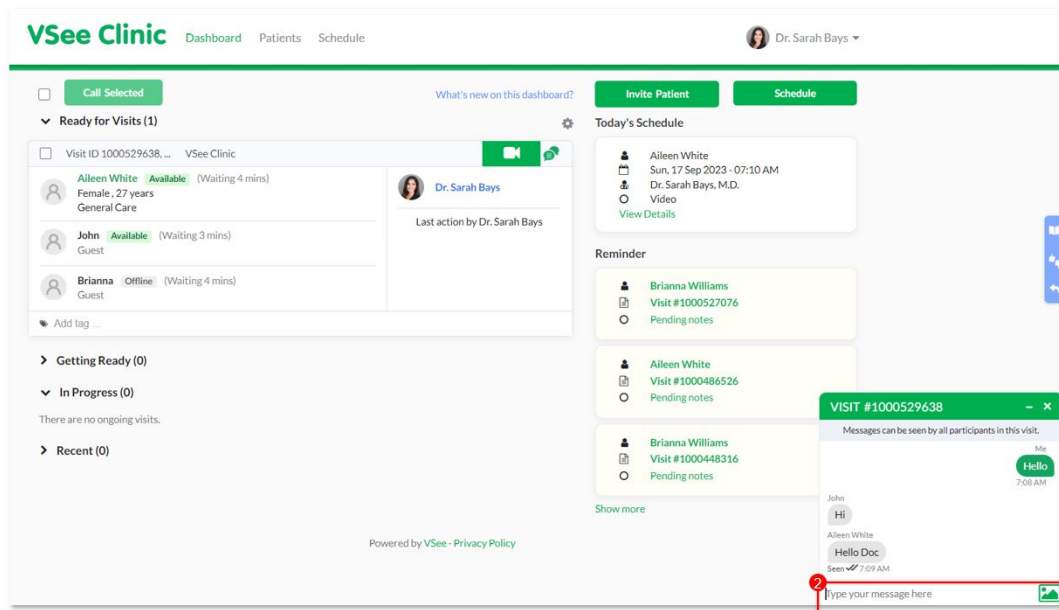 VSee Clinic Dashboard Patients Schedule Dr. Sarah Bays
Call Selected What's new on this dashboard?
Ready for Visits (1)
Visit ID 1000529638, ... VSee Clinic
Aileen White Available (Waiting 4 mins)
Female , 27 years
General Care
John Available (Waiting 3 mins)
Guest
Brianna Offline (Waiting 4 mins)
Guest
Dr. Sarah Bays
Last action by Dr. Sarah Bays
Add tag ...
Getting Ready (0)
In Progress (0)
There are no ongoing visits.
Recent (0)
Invite Patient Schedule
Today's Schedule
Aileen White
Sun, 17 Sep 2023 - 07:10 AM
Dr. Sarah Bays, M.D.
Video
View Details
Reminder
Brianna Williams
Visit #1000527076
Pending notes
Aileen White
Visit #1000486526
Pending notes
Brianna Williams
Visit #1000448316
Pending notes
Show more
Powered by VSee - Privacy Policy
VISIT #1000529638
Messages can be seen by all participants in this visit.
Me
Hello
7:08 AM
John
Hi
Aileen White
Hello Doc
Seen 7:09 AM
2
Type your message here